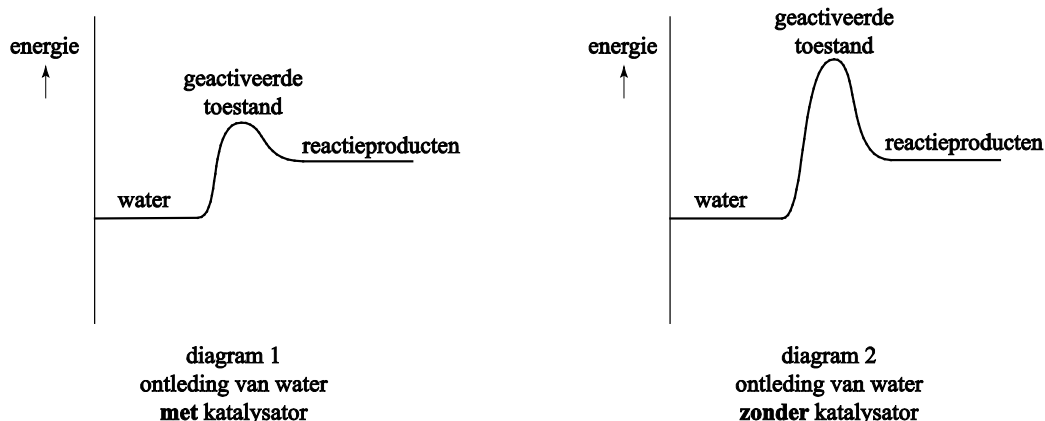 energie
geactiveerde
toestand
reactieproducten
water
diagram 1
ontleding van water
met katalysator
energie
geactiveerde
toestand
reactieproducten
water
diagram 2
ontleding van water
zonder katalysator